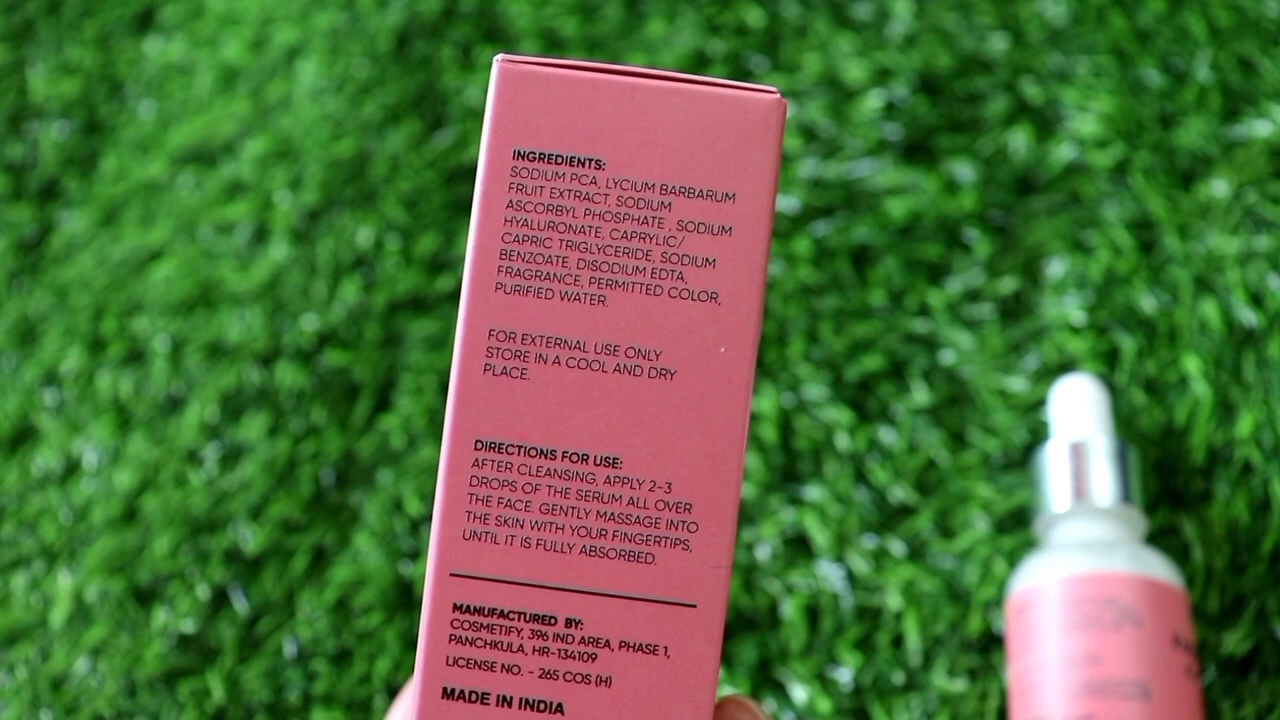 INGREDIENTS:
SODIUM PCA, LYCIUM BARBARUM
FRUIT EXTRACT, SODIUM
ASCORBYL PHOSPHATE , SODIUM
HYALURONATE, CAPRYLIC/
CAPRIC TRIGLYCERIDE, SODIUM
BENZOATE, DISODIUM EDTA,
FRAGRANCE, PERMITTED COLOR,
PURIFIED WATER.
FOR EXTERNAL USE ONLY
STORE IN A COOL AND DRY
PLACE.
DIRECTIONS FOR USE:
AFTER CLEANSING, APPLY 2-3
DROPS OF THE SERUM ALL OVER
THE FACE. GENTLY MASSAGE INTO
THE SKIN WITH YOUR FINGERTIPS,
UNTIL IT IS FULLY ABSORBED.
MANUFACTURED BY:
COSMETIFY, 396 IND AREA, PHASE 1,
PANCHKULA, HR-134109
LICENSE NO. - 265 COS (H)
MADE IN INDIA